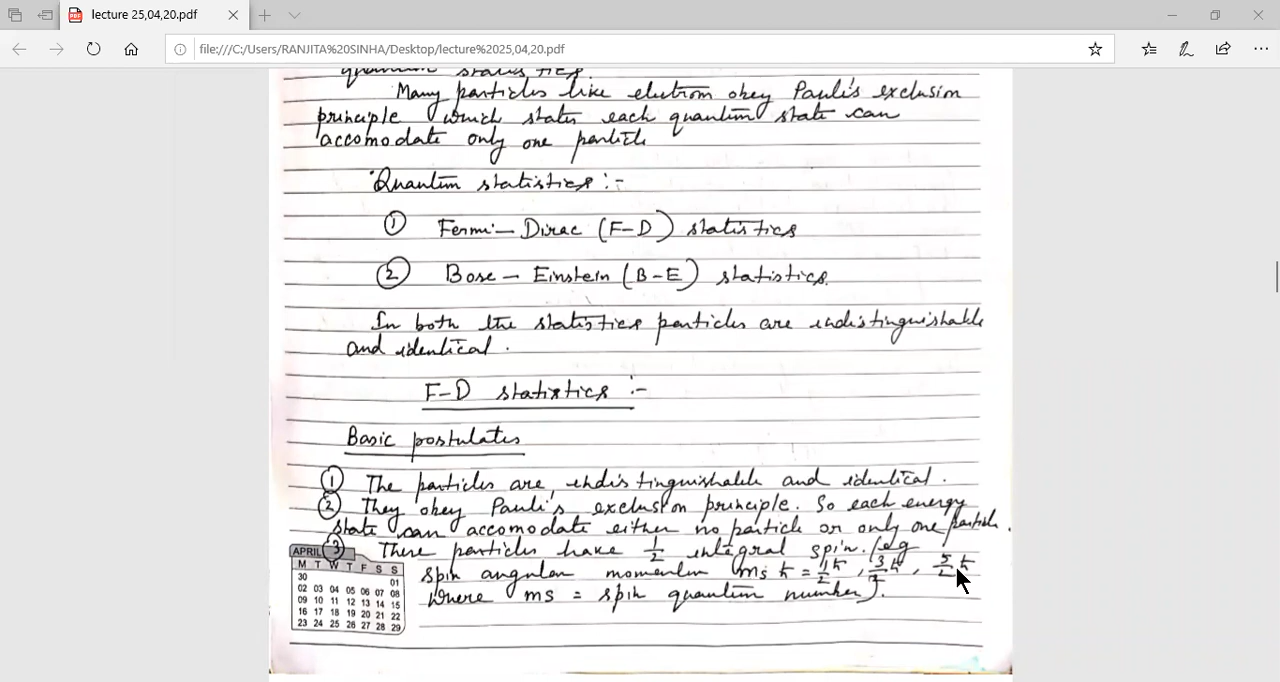 lecture 25,04,20.pdf
file:///C:/Users/RANJITA%20SINHA/Desktop/lecture%2025,04,20.pdf
quantum statistics.
Many particles like electron obey Pauli's exclusion
principle which states each quantum state can
accomodate only one particle
Quantum statistics :-
① Fermi - Dirac (F-D) statistics
② Bose - Einstein (B-E) statistics.
In both the statistics particles are indistinguishable
and identical.
F-D statistics :-
Basic postulates
① The particles are indistinguishable and identical.
② They obey Pauli's exclusion principle. So each energy
state can accomodate either no particle or only one particle.
③ These particles have 1/2 integral spin. (eg
spin angular momentum ms ħ = 1/2 ħ, 3/2 ħ, 5/2 ħ
where ms = spin quantum number).
APRIL
M T W T F S S
30 01
02 03 04 05 06 07 08
09 10 11 12 13 14 15
16 17 18 19 20 21 22
23 24 25 26 27 28 29